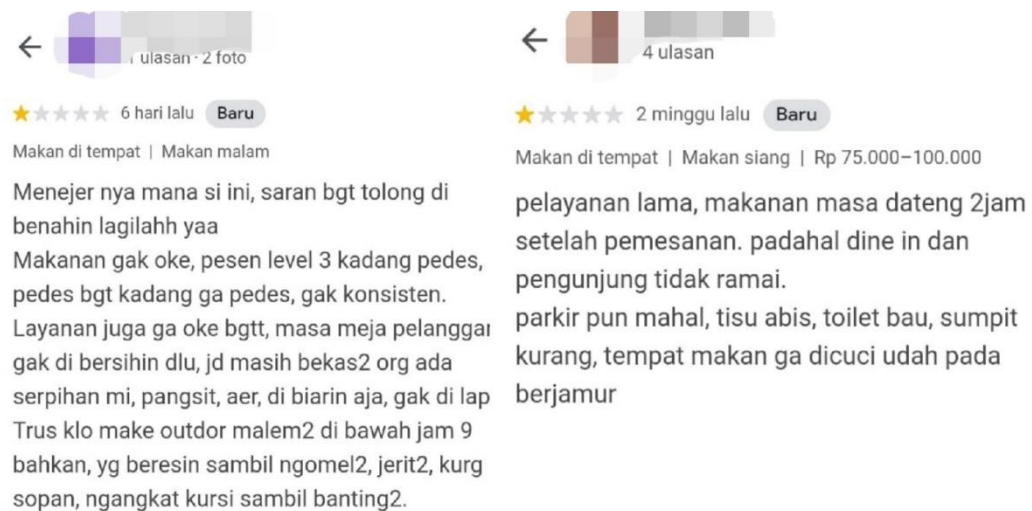 1 ulasan · 2 foto
6 hari lalu Baru
Makan di tempat | Makan malam
Menejer nya mana si ini, saran bgt tolong di
benahin lagilahh yaa
Makanan gak oke, pesen level 3 kadang pedes,
pedes bgt kadang ga pedes, gak konsisten.
Layanan juga ga oke bgtt, masa meja pelanggan
gak di bersihin dlu, jd masih bekas2 org ada
serpihan mi, pangsit, aer, di biarin aja, gak di lap
Trus klo make outdor malem2 di bawah jam 9
bahkan, yg beresin sambil ngomel2, jerit2, kurg
sopan, ngangkat kursi sambil banting2.
4 ulasan
2 minggu lalu Baru
Makan di tempat | Makan siang | Rp 75.000–100.000
pelayanan lama, makanan masa dateng 2jam
setelah pemesanan. padahal dine in dan
pengunjung tidak ramai.
parkir pun mahal, tisu abis, toilet bau, sumpit
kurang, tempat makan ga dicuci udah pada
berjamur